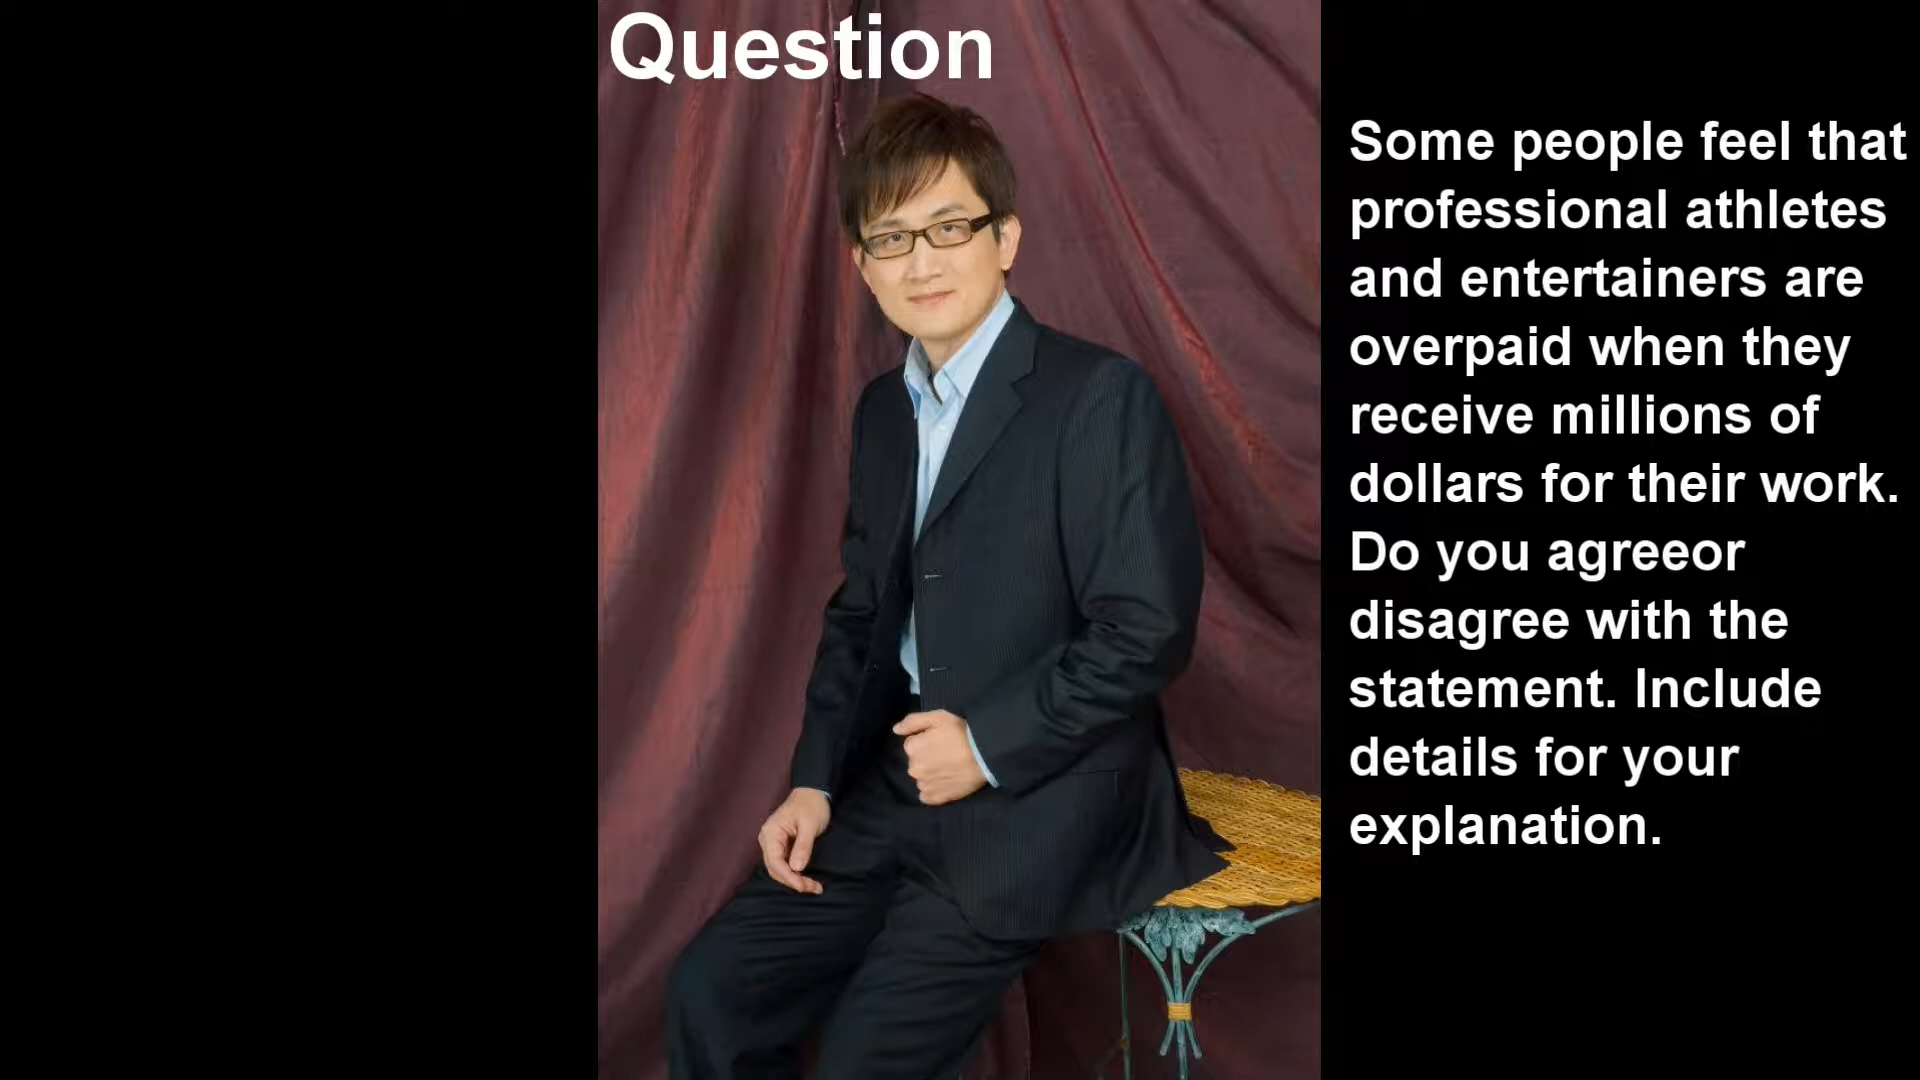 Question
Some people feel that
professional athletes
and entertainers are
overpaid when they
receive millions of
dollars for their work.
Do you agreeor
disagree with the
statement. Include
details for your
explanation.